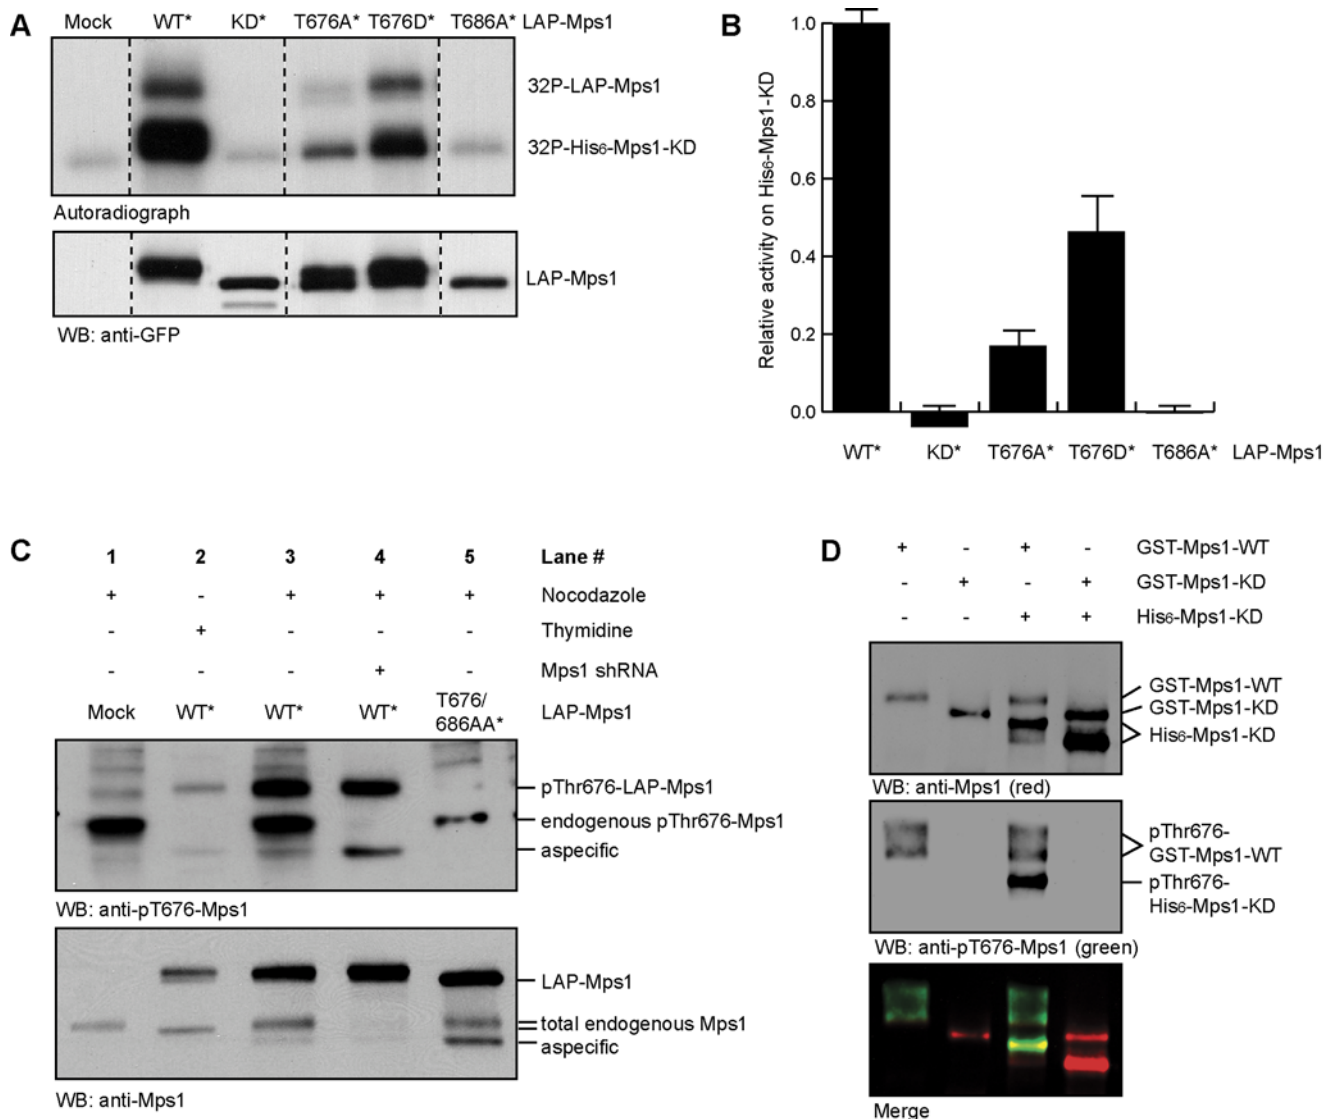 A
Mock WT* KD* T676A* T676D* T686A* LAP-Mps1
32P-LAP-Mps1
32P-His6-Mps1-KD
Autoradiograph
LAP-Mps1
WB: anti-GFP
B
Relative activity on His6-Mps1-KD
1.0
0.8
0.6
0.4
0.2
0.0
WT* KD* T676A* T676D* T686A* LAP-Mps1
C
1 2 3 4 5 Lane #
+ - + + + Nocodazole
- + - - - Thymidine
- - - + - Mps1 shRNA
Mock WT* WT* WT* T676/686AA* LAP-Mps1
pThr676-LAP-Mps1
endogenous pThr676-Mps1
aspecific
WB: anti-pT676-Mps1
LAP-Mps1
total endogenous Mps1
aspecific
WB: anti-Mps1
D
+ - + - GST-Mps1-WT
- + - + GST-Mps1-KD
- - + + His6-Mps1-KD
GST-Mps1-WT
GST-Mps1-KD
His6-Mps1-KD
WB: anti-Mps1 (red)
pThr676-
GST-Mps1-WT
pThr676-
His6-Mps1-KD
WB: anti-pT676-Mps1 (green)
Merge